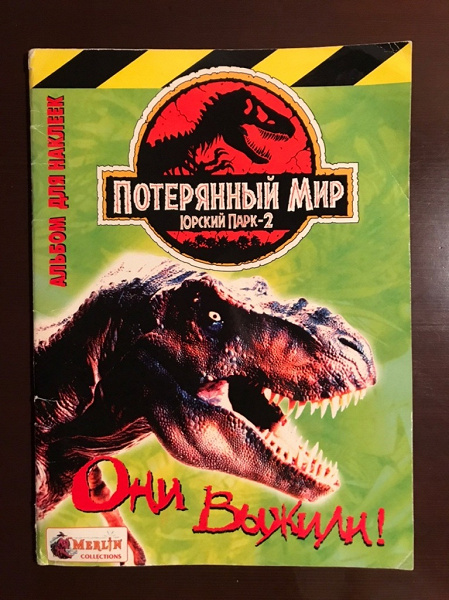 АЛЬБОМ ДЛЯ НАКЛЕЕК
ПОТЕРЯННЫЙ МИР
ЮРСКИЙ ПАРК-2
Они Выжили!
MERLIN
COLLECTIONS